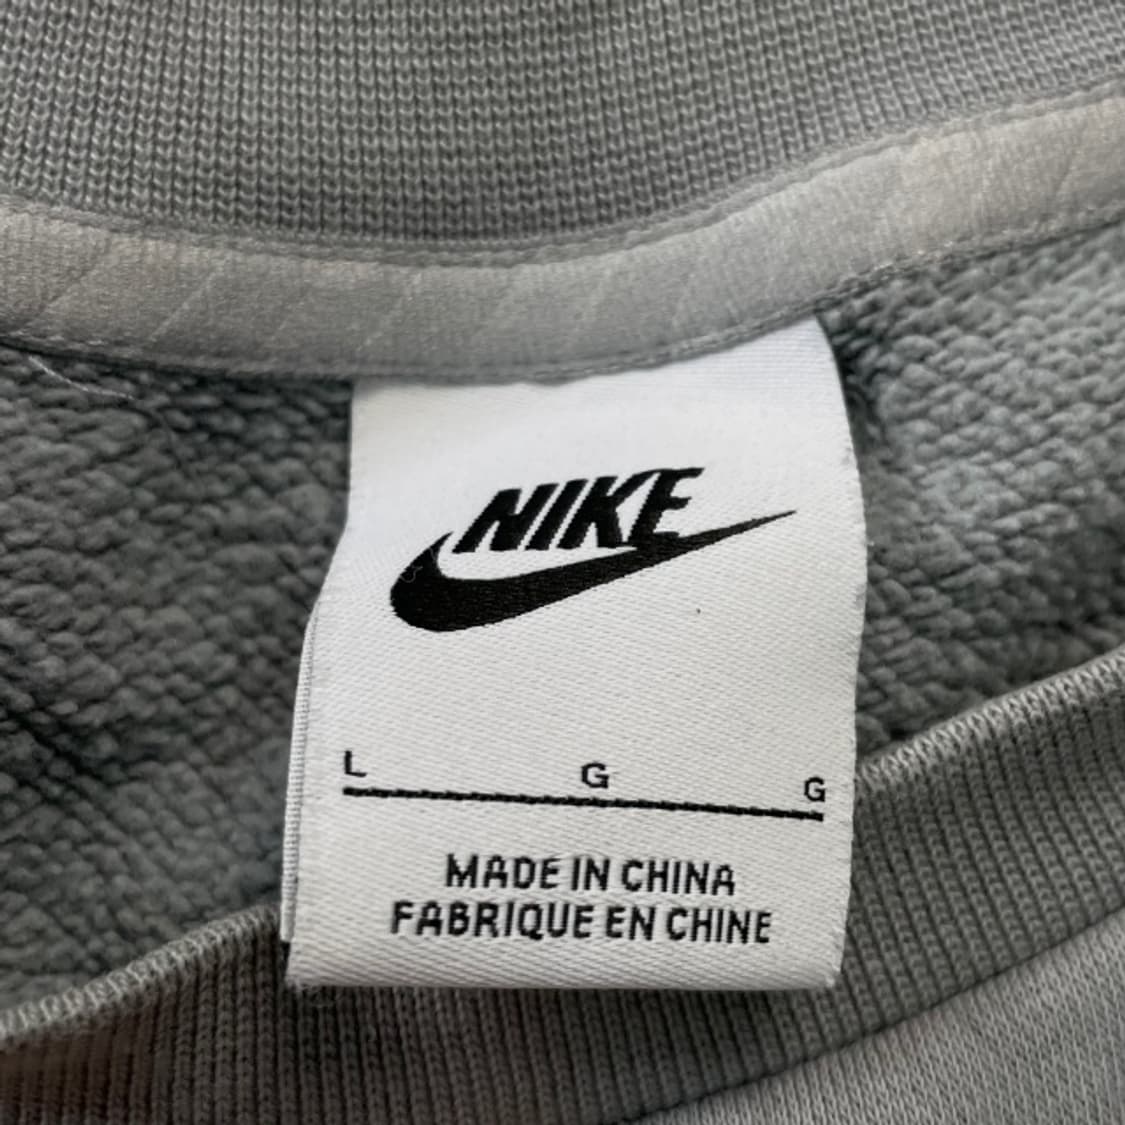 NIKE
L G G
MADE IN CHINA
FABRIQUE EN CHINE